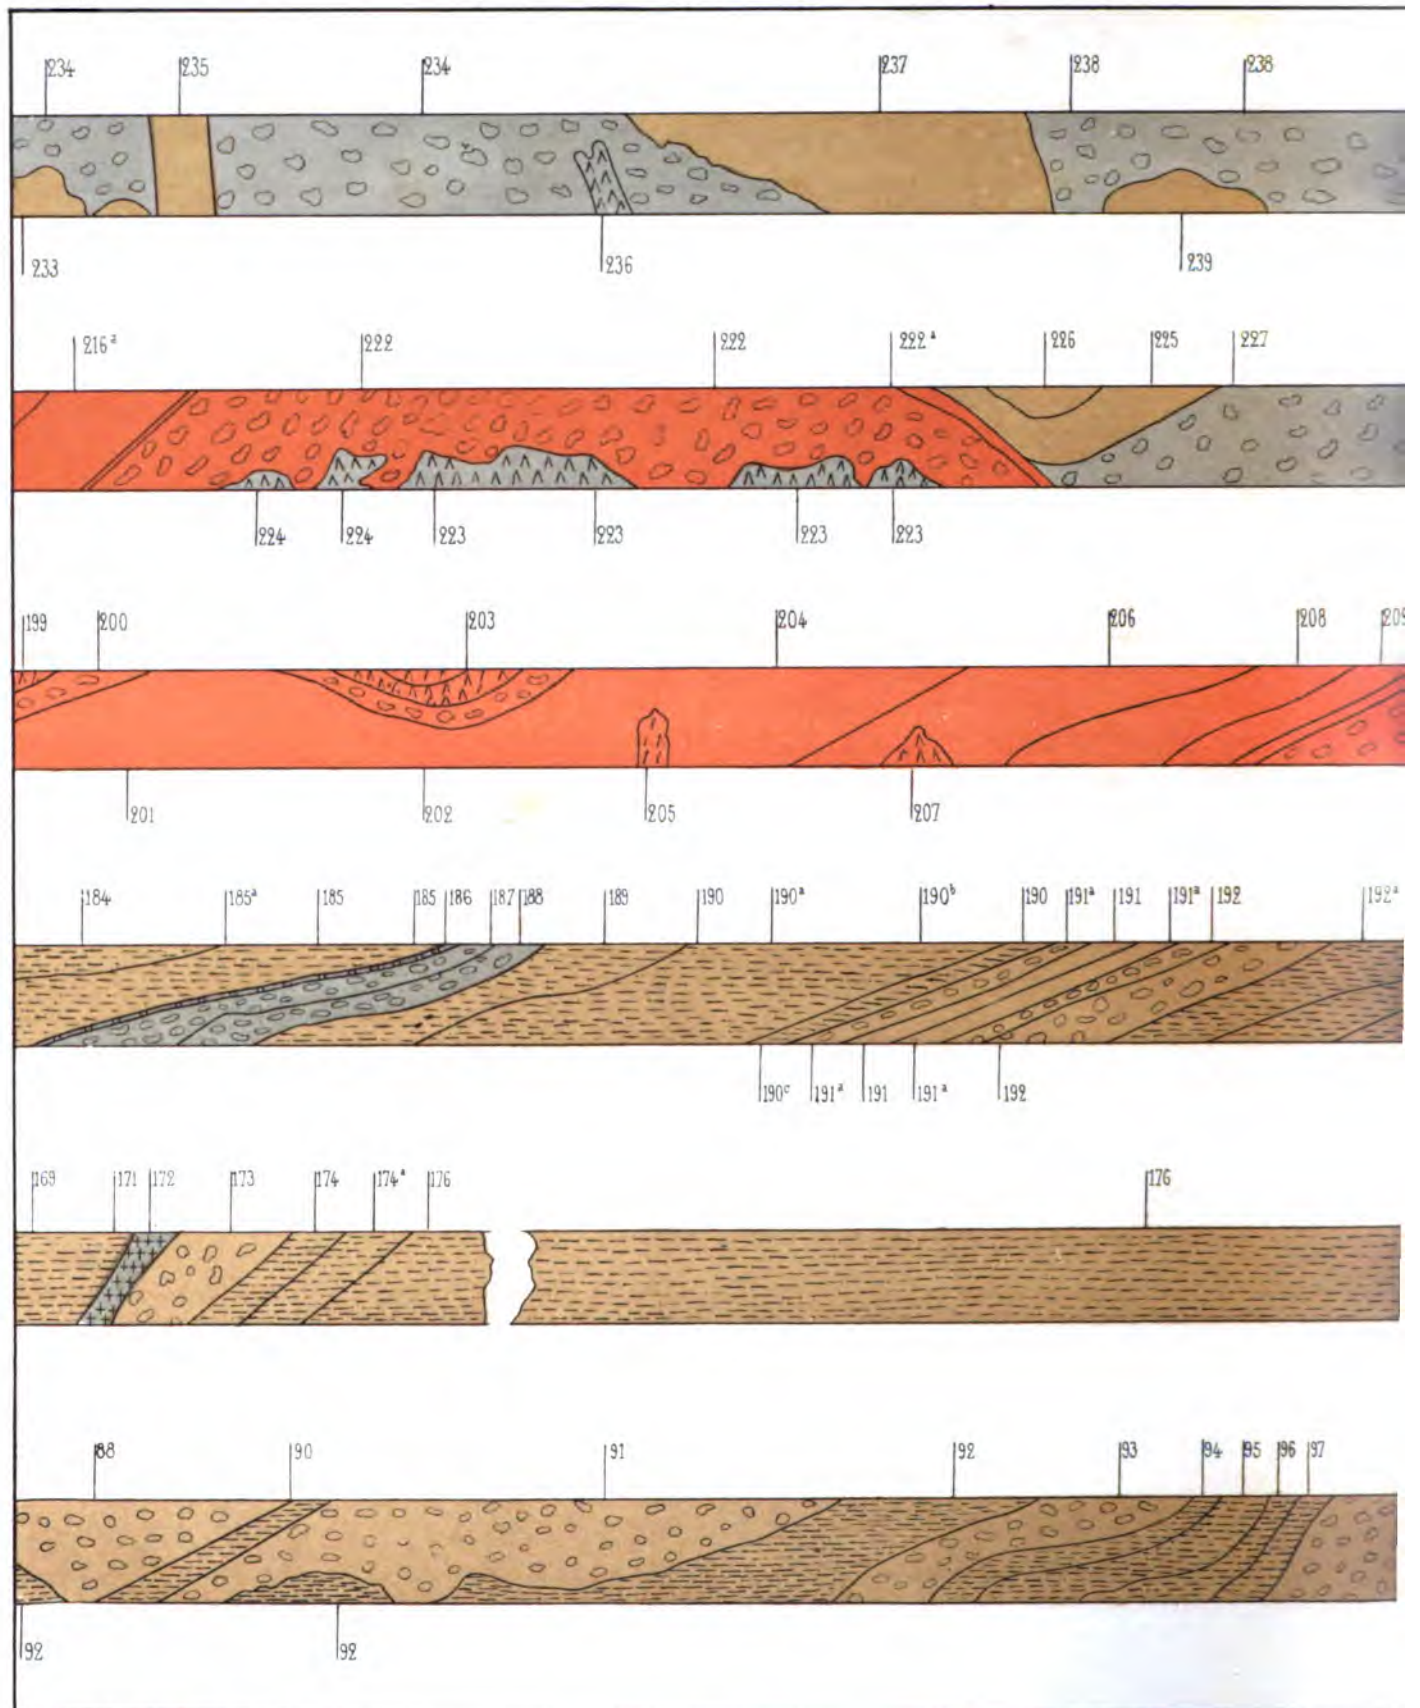 234 235 234 237 238 238
233 236 239
216ª 222 222 222ª 226 225 227
224 224 223 223 223 223
199 200 203 204 206 208 209
201 202 205 207
184 185ª 185 185 186 187 188 189 190 190ª 190ᵇ 190 191ª 191 191ª 192 192ª
190ᶜ 191ª 191 191ª 192
169 171 172 173 174 174ª 176 176
88 90 91 92 93 94 95 96 97
92 92